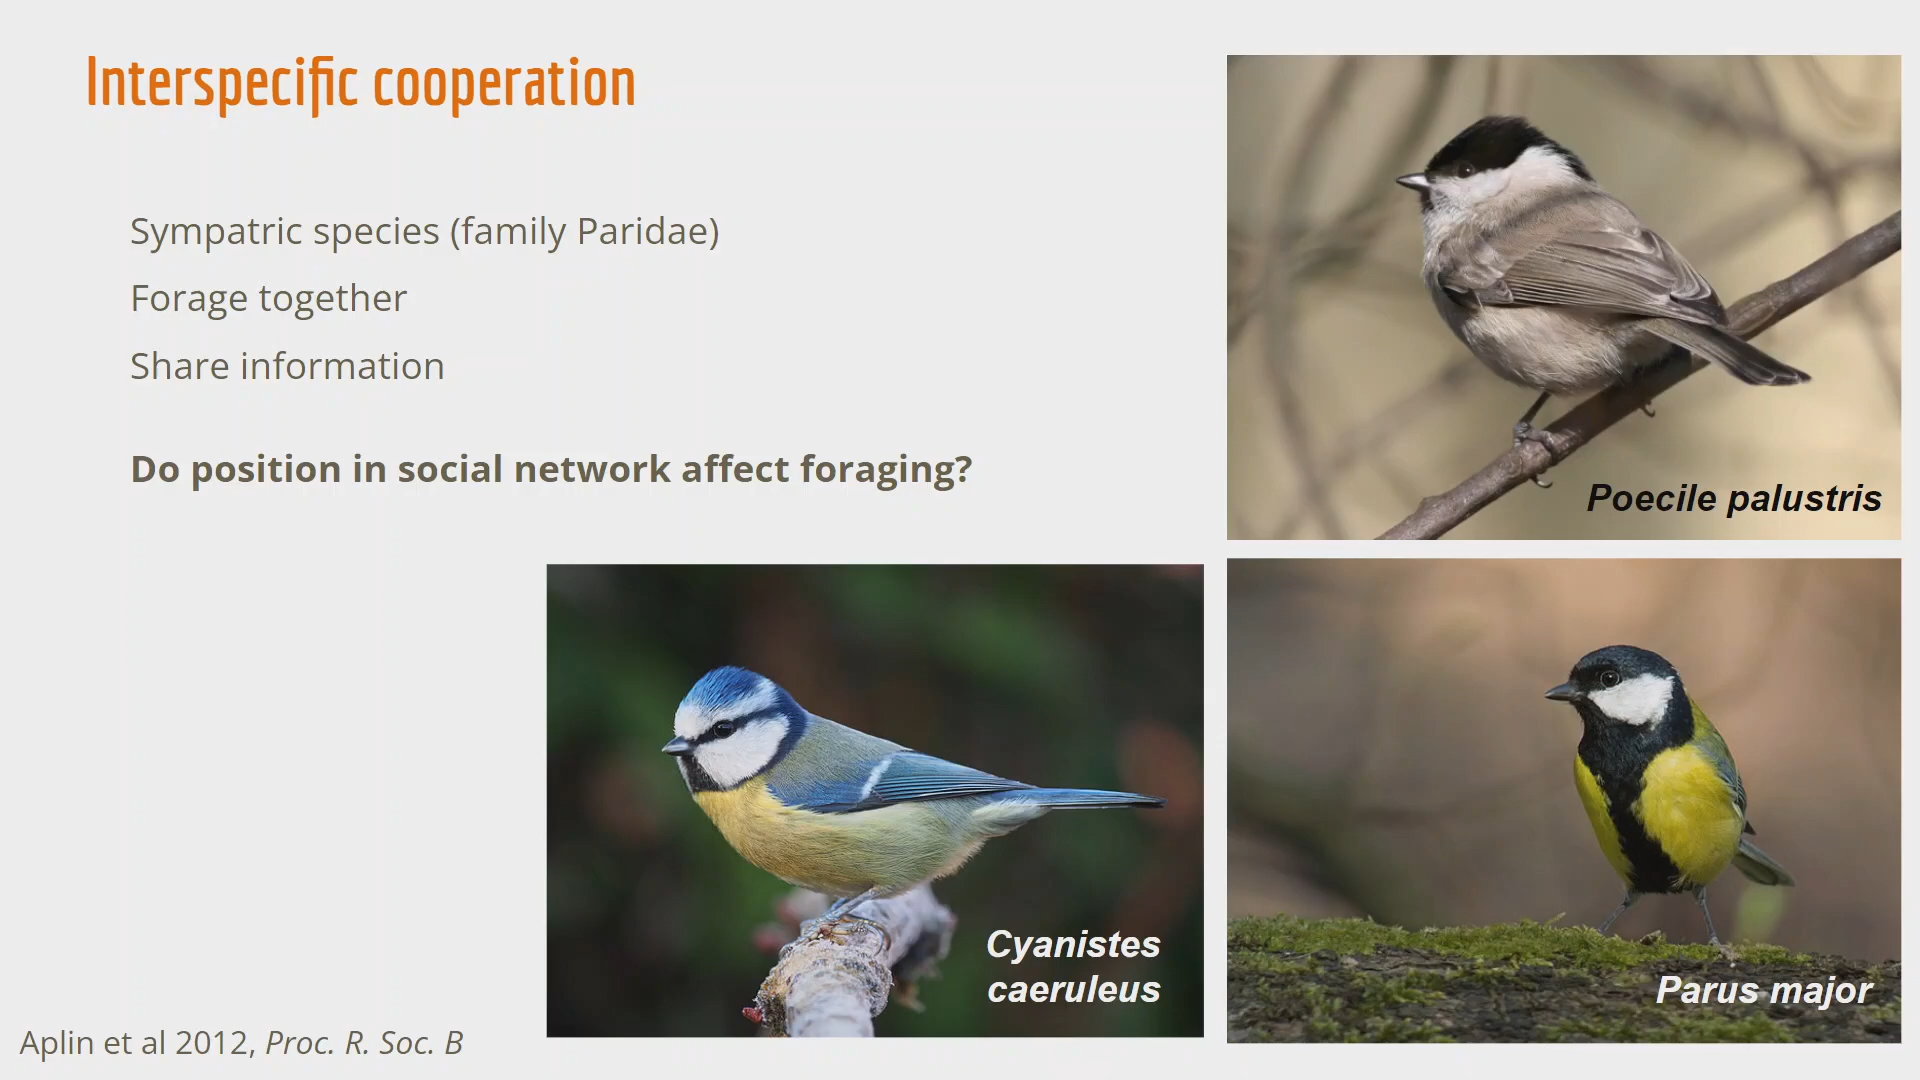 Interspecific cooperation
Sympatric species (family Paridae)
Forage together
Share information
Do position in social network affect foraging?
Poecile palustris
Cyanistes
caeruleus
Parus major
Aplin et al 2012, Proc. R. Soc. B